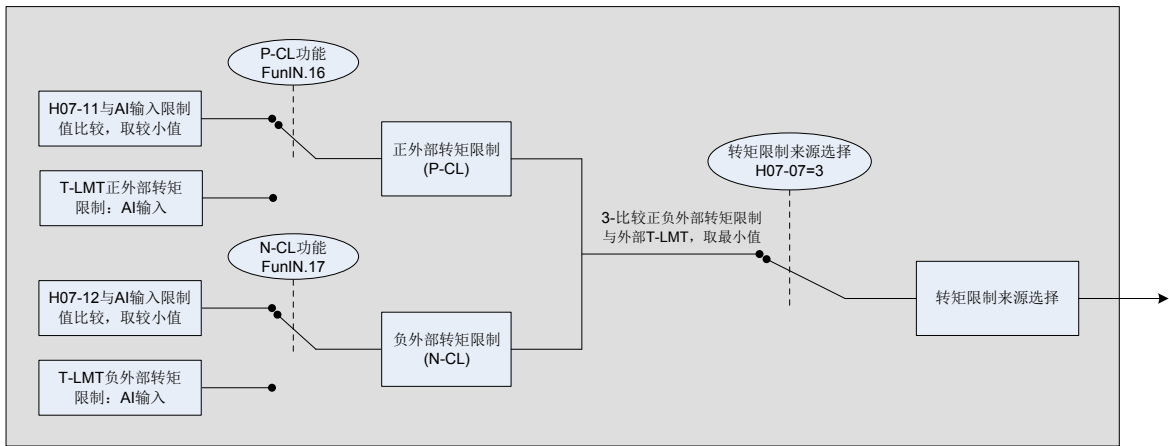 P-CL功能
FunIN.16
H07-11与AI输入限制
值比较，取较小值
正外部转矩限制
(P-CL)
转矩限制来源选择
H07-07=3
T-LMT正外部转矩
限制：AI输入
3-比较正负外部转矩限制
与外部T-LMT，取最小值
N-CL功能
FunIN.17
H07-12与AI输入限制
值比较，取较小值
转矩限制来源选择
负外部转矩限制
(N-CL)
T-LMT负外部转矩
限制：AI输入